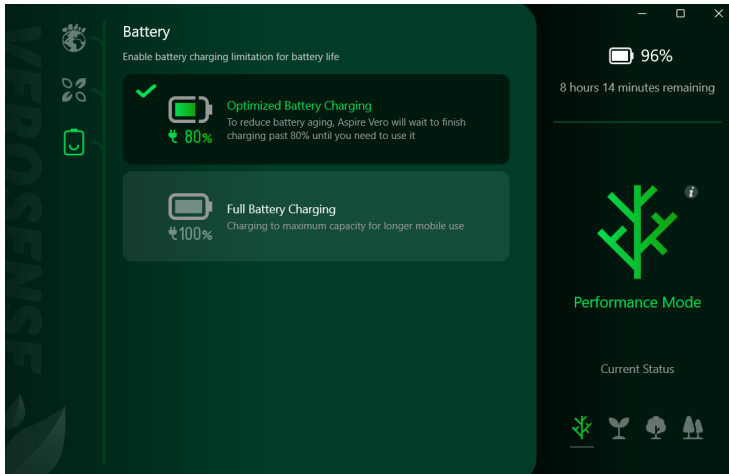 VEROSENSE
Battery
Enable battery charging limitation for battery life
Optimized Battery Charging
To reduce battery aging, Aspire Vero will wait to finish
charging past 80% until you need to use it
80%
Full Battery Charging
Charging to maximum capacity for longer mobile use
100%
96%
8 hours 14 minutes remaining
i
Performance Mode
Current Status